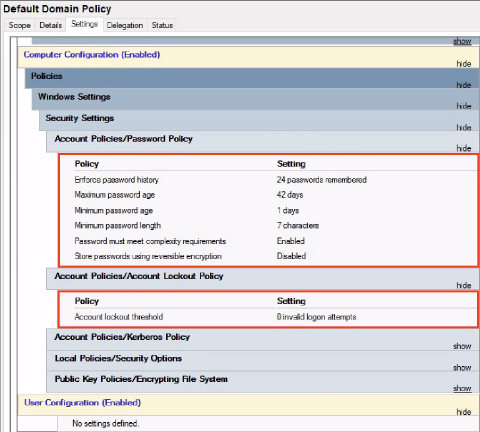 Default Domain Policy
Scope Details Settings Delegation Status
show
Computer Configuration (Enabled)
hide
Policies
hide
Windows Settings
hide
Security Settings
hide
Account Policies/Password Policy
hide
Policy Setting
Enforce password history 24 passwords remembered
Maximum password age 42 days
Minimum password age 1 days
Minimum password length 7 characters
Password must meet complexity requirements Enabled
Store passwords using reversible encryption Disabled
Account Policies/Account Lockout Policy
hide
Policy Setting
Account lockout threshold 0 invalid logon attempts
Account Policies/Kerberos Policy
show
Local Policies/Security Options
show
Public Key Policies/Encrypting File System
show
User Configuration (Enabled)
hide
No settings defined.